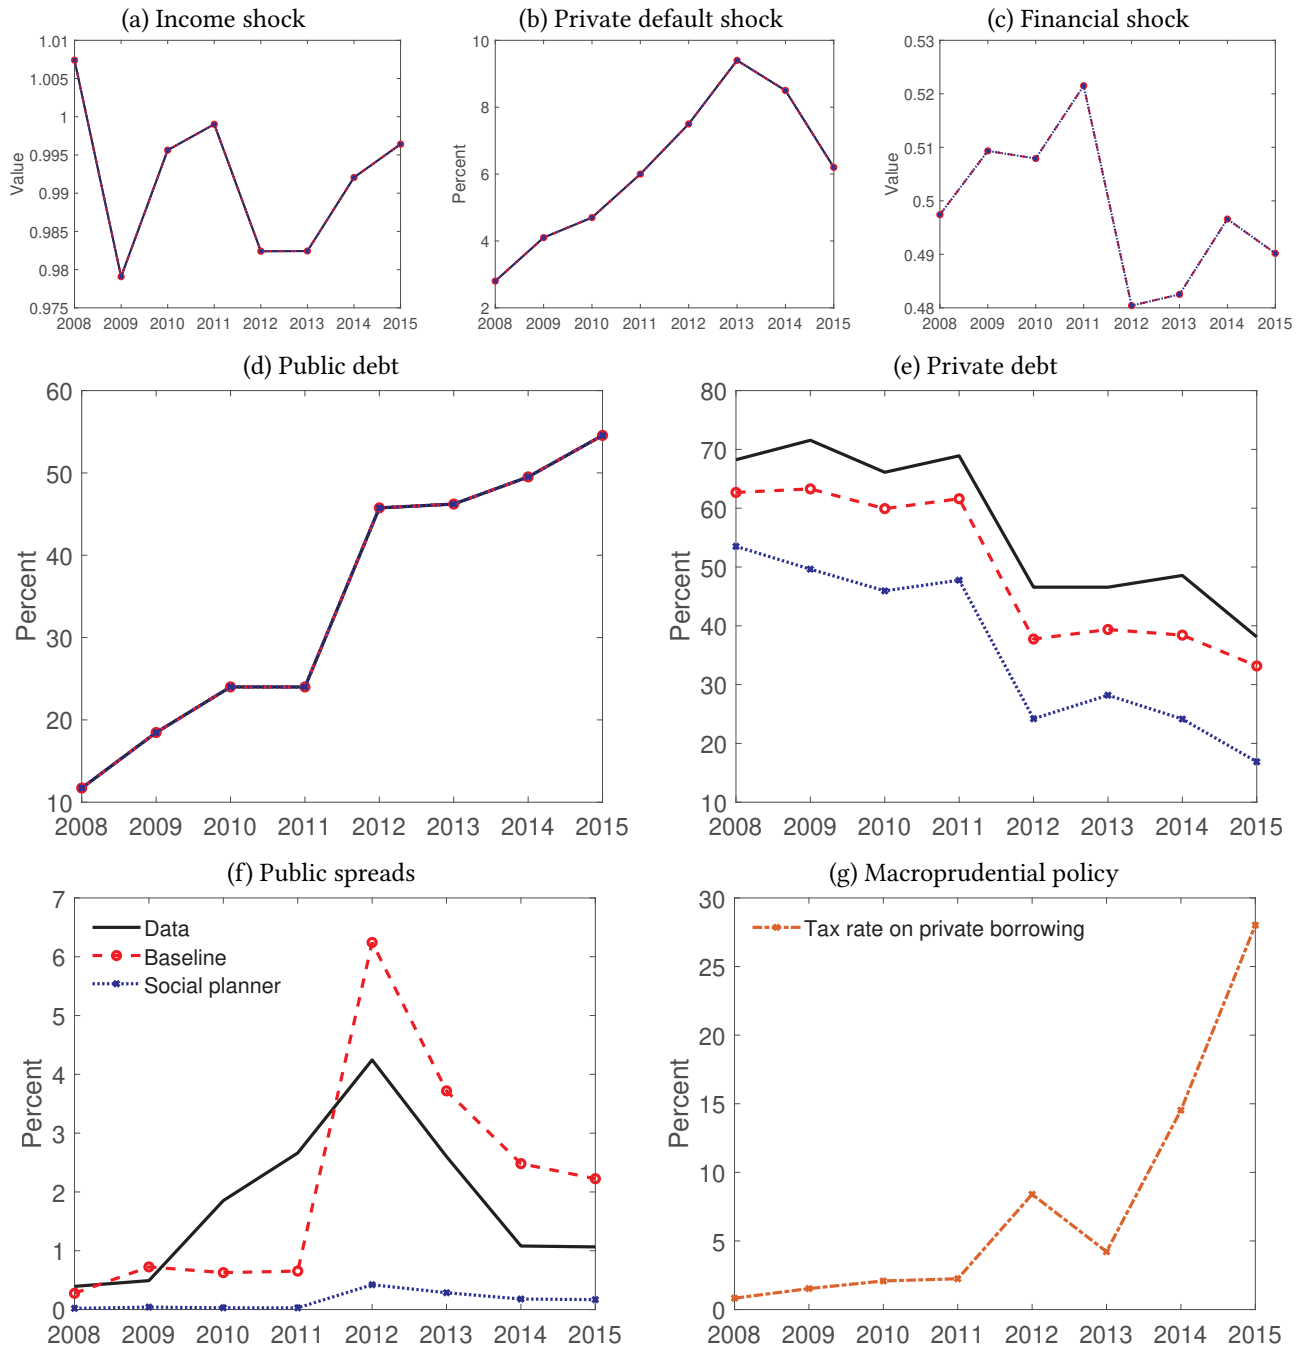 (a) Income shock
1.01
1.005
1
0.995
0.99
0.985
0.98
0.975
Value
2008 2009 2010 2011 2012 2013 2014 2015
(b) Private default shock
10
8
6
4
2
Percent
2008 2009 2010 2011 2012 2013 2014 2015
(c) Financial shock
0.53
0.52
0.51
0.5
0.49
0.48
Value
2008 2009 2010 2011 2012 2013 2014 2015
(d) Public debt
60
50
40
30
20
10
Percent
2008 2009 2010 2011 2012 2013 2014 2015
(e) Private debt
80
70
60
50
40
30
20
10
Percent
2008 2009 2010 2011 2012 2013 2014 2015
(f) Public spreads
7
6
5
4
3
2
1
0
Percent
Data
Baseline
Social planner
2008 2009 2010 2011 2012 2013 2014 2015
(g) Macroprudential policy
30
25
20
15
10
5
0
Percent
Tax rate on private borrowing
2008 2009 2010 2011 2012 2013 2014 2015